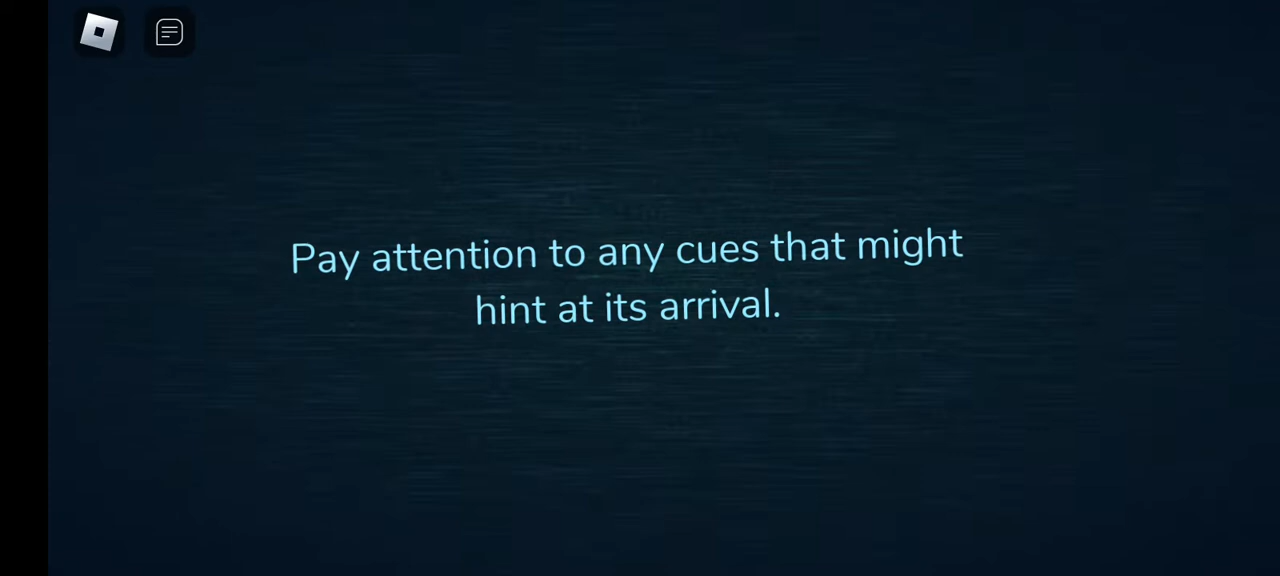 Pay attention to any cues that might
hint at its arrival.